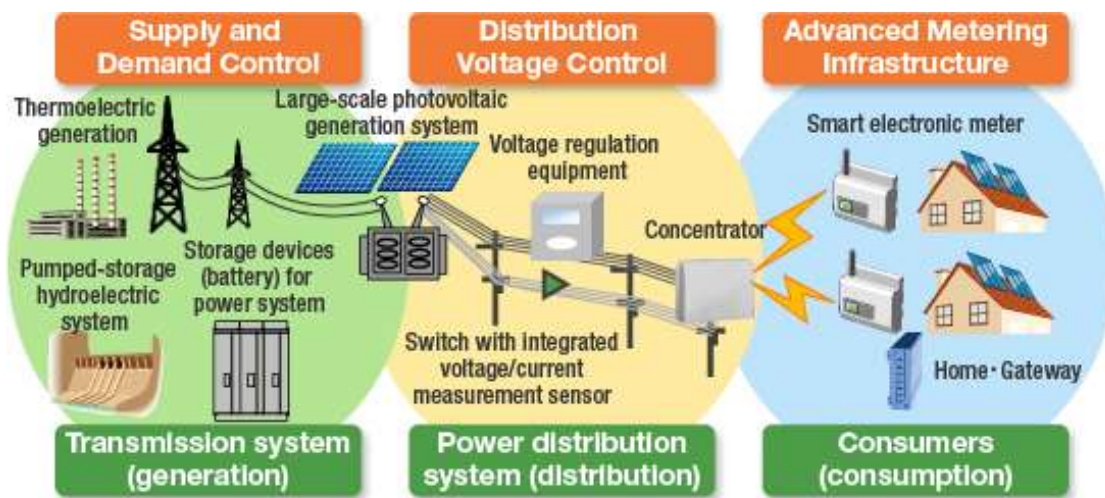 Supply and
Demand Control
Distribution
Voltage Control
Advanced Metering
Infrastructure
Thermoelectric
generation
Large-scale photovoltaic
generation system
Voltage regulation
equipment
Smart electronic meter
Concentrator
Pumped-storage
hydroelectric
system
Storage devices
(battery) for
power system
Switch with integrated
voltage/current
measurement sensor
Home・Gateway
Transmission system
(generation)
Power distribution
system (distribution)
Consumers
(consumption)